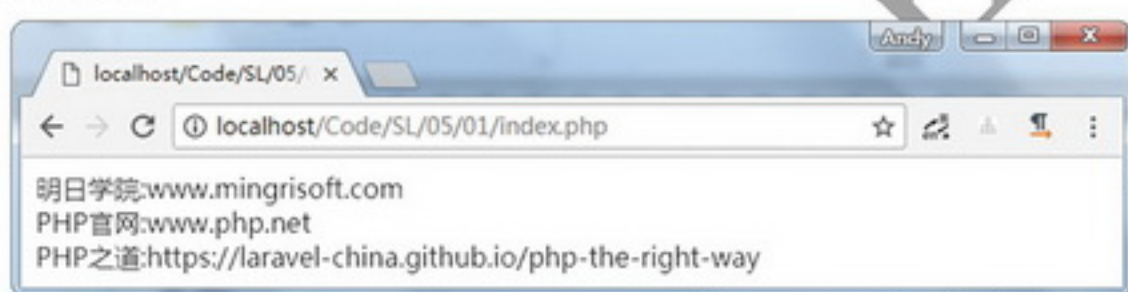 Andy
localhost/Code/SL/05/
localhost/Code/SL/05/01/index.php
明日学院:www.mingrisoft.com
PHP官网:www.php.net
PHP之道:https://laravel-china.github.io/php-the-right-way